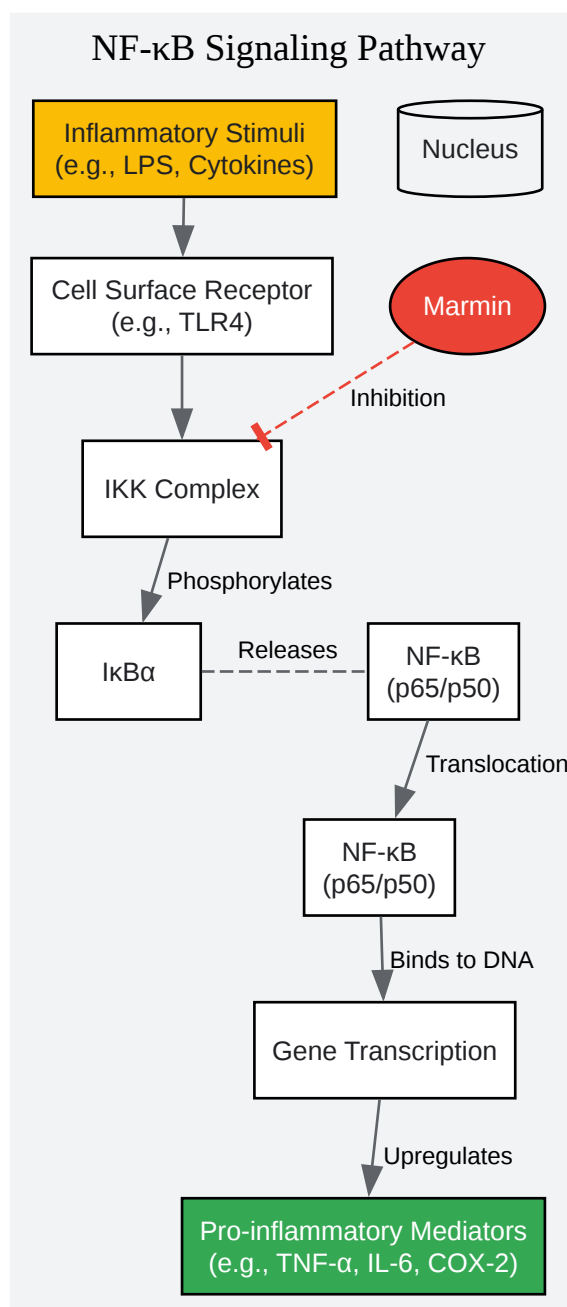 NF-κB Signaling Pathway
Inflammatory Stimuli
(e.g., LPS, Cytokines)
Nucleus
Cell Surface Receptor
(e.g., TLR4)
Marmin
Inhibition
IKK Complex
Phosphorylates
IκBα
Releases
NF-κB
(p65/p50)
Translocation
NF-κB
(p65/p50)
Binds to DNA
Gene Transcription
Upregulates
Pro-inflammatory Mediators
(e.g., TNF-α, IL-6, COX-2)